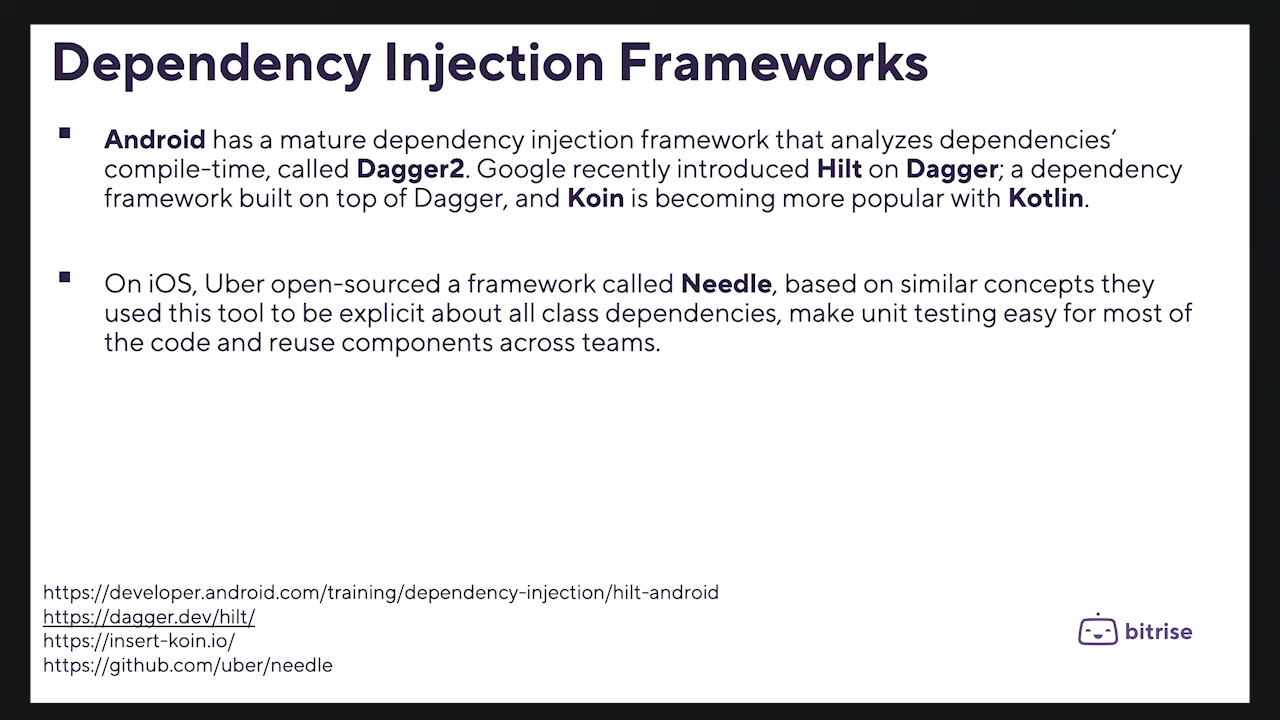 Dependency Injection Frameworks
Android has a mature dependency injection framework that analyzes dependencies’
compile-time, called Dagger2. Google recently introduced Hilt on Dagger; a dependency
framework built on top of Dagger, and Koin is becoming more popular with Kotlin.
On iOS, Uber open-sourced a framework called Needle, based on similar concepts they
used this tool to be explicit about all class dependencies, make unit testing easy for most of
the code and reuse components across teams.
https://developer.android.com/training/dependency-injection/hilt-android
https://dagger.dev/hilt/
https://insert-koin.io/
https://github.com/uber/needle
bitrise